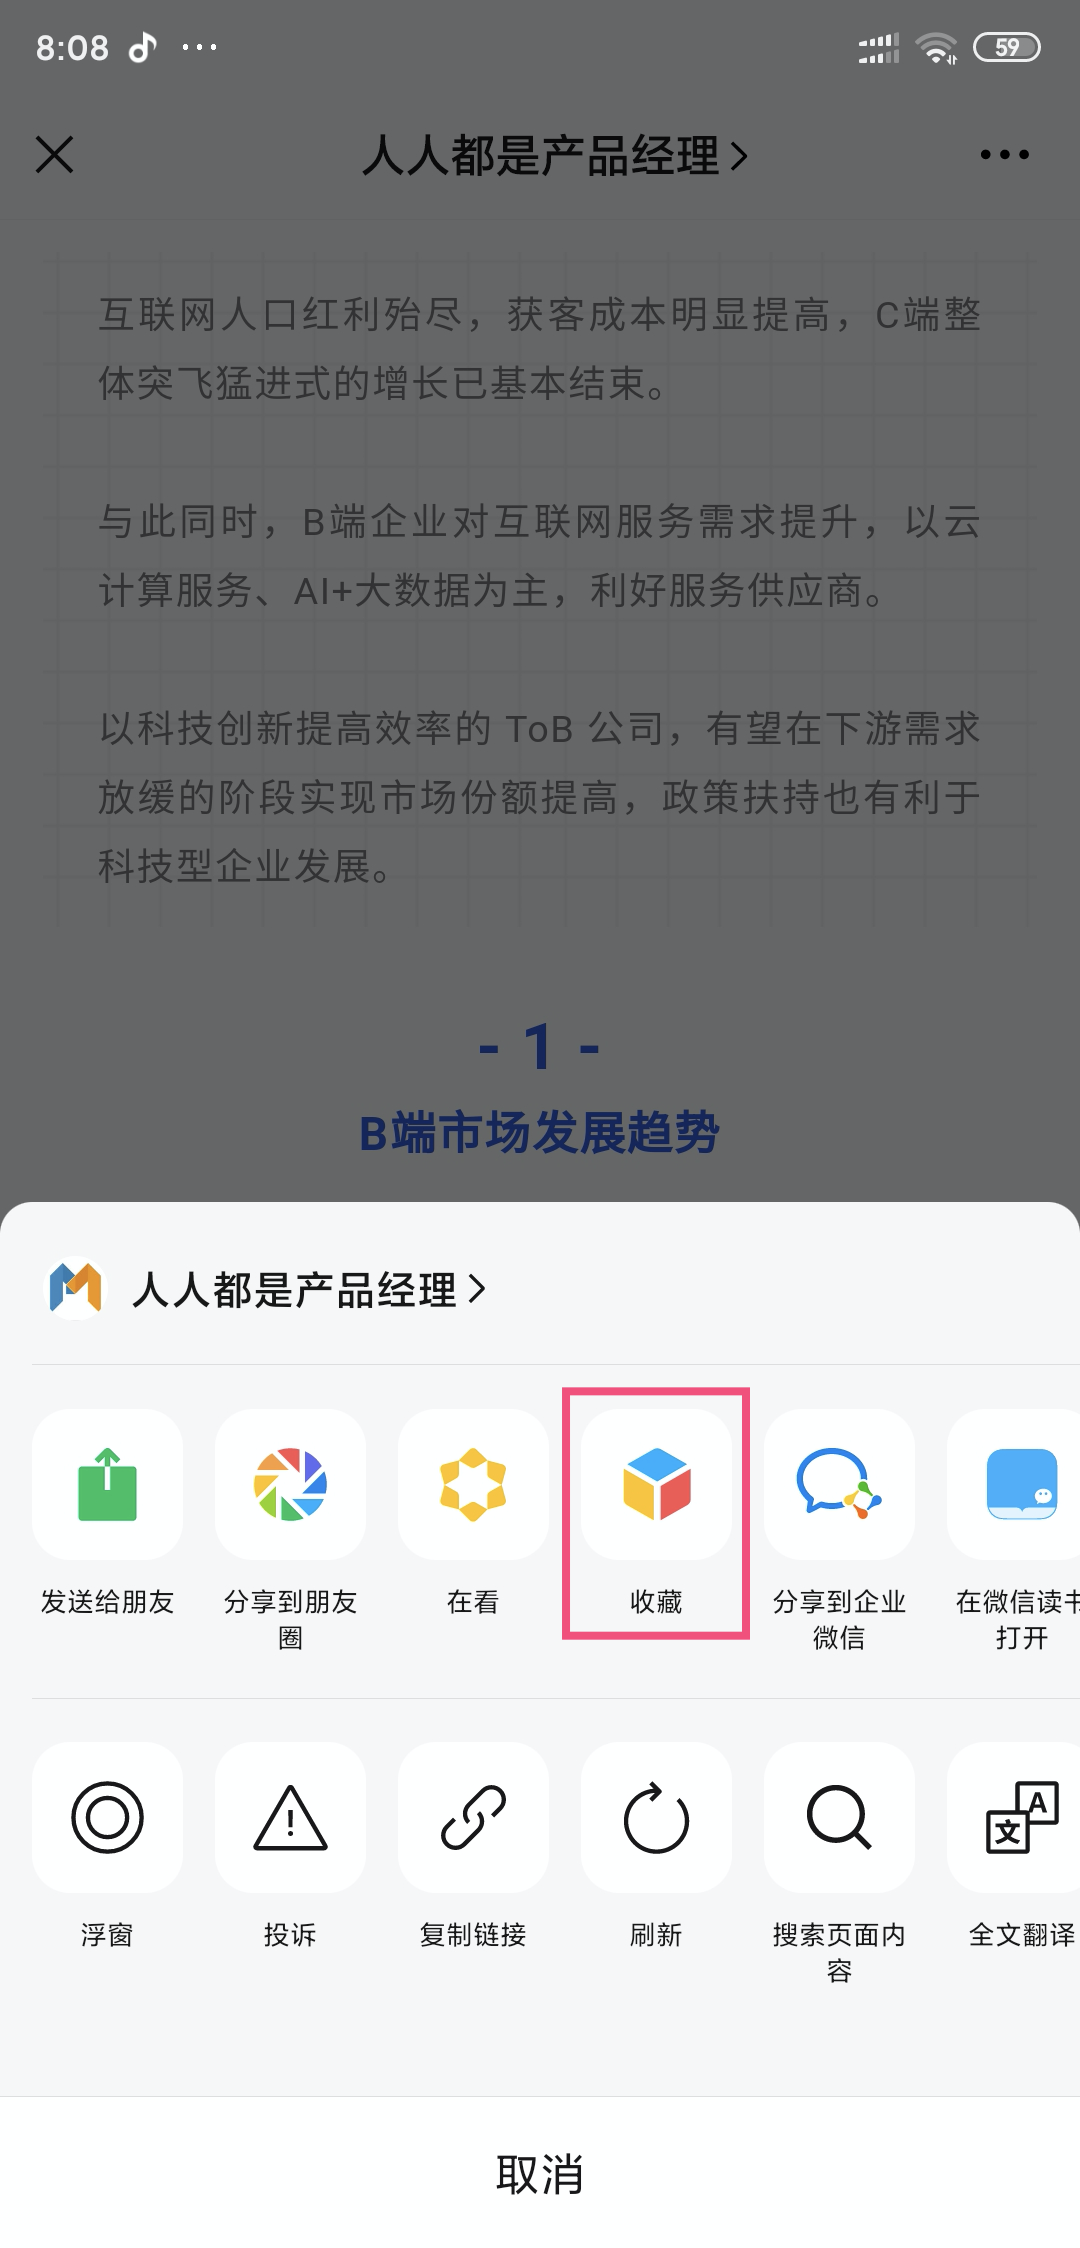 8:08
59
人人都是产品经理
互联网人口红利殆尽，获客成本明显提高，C端整
体突飞猛进式的增长已基本结束。
与此同时，B端企业对互联网服务需求提升，以云
计算服务、AI+大数据为主，利好服务供应商。
以科技创新提高效率的 ToB 公司，有望在下游需求
放缓的阶段实现市场份额提高，政策扶持也有利于
科技型企业发展。
- 1 -
B端市场发展趋势
人人都是产品经理
发送给朋友
分享到朋友
圈
在看
收藏
分享到企业
微信
在微信读书
打开
浮窗
投诉
复制链接
刷新
搜索页面内
容
文 A
全文翻译
取消